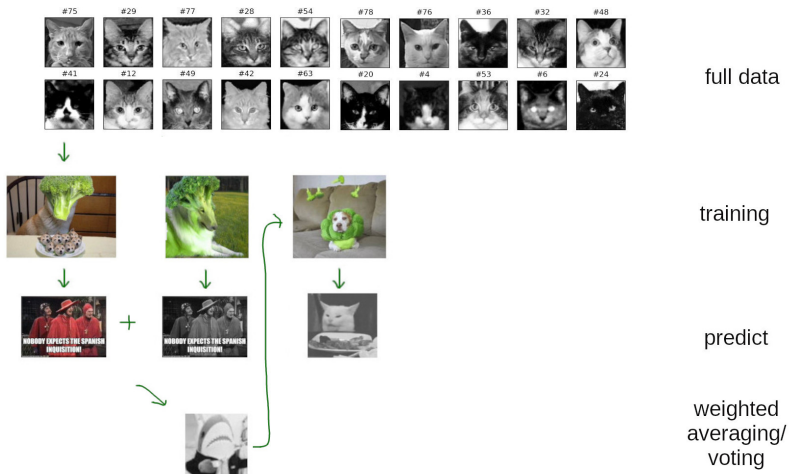 #75 #29 #77 #28 #54 #78 #76 #36 #32 #48
#41 #12 #49 #42 #63 #20 #4 #53 #6 #24
full data
training
NOBODY EXPECTS THE SPANISH
INQUISITION!
+
NOBODY EXPECTS THE SPANISH
INQUISITION!
predict
weighted
averaging/
voting